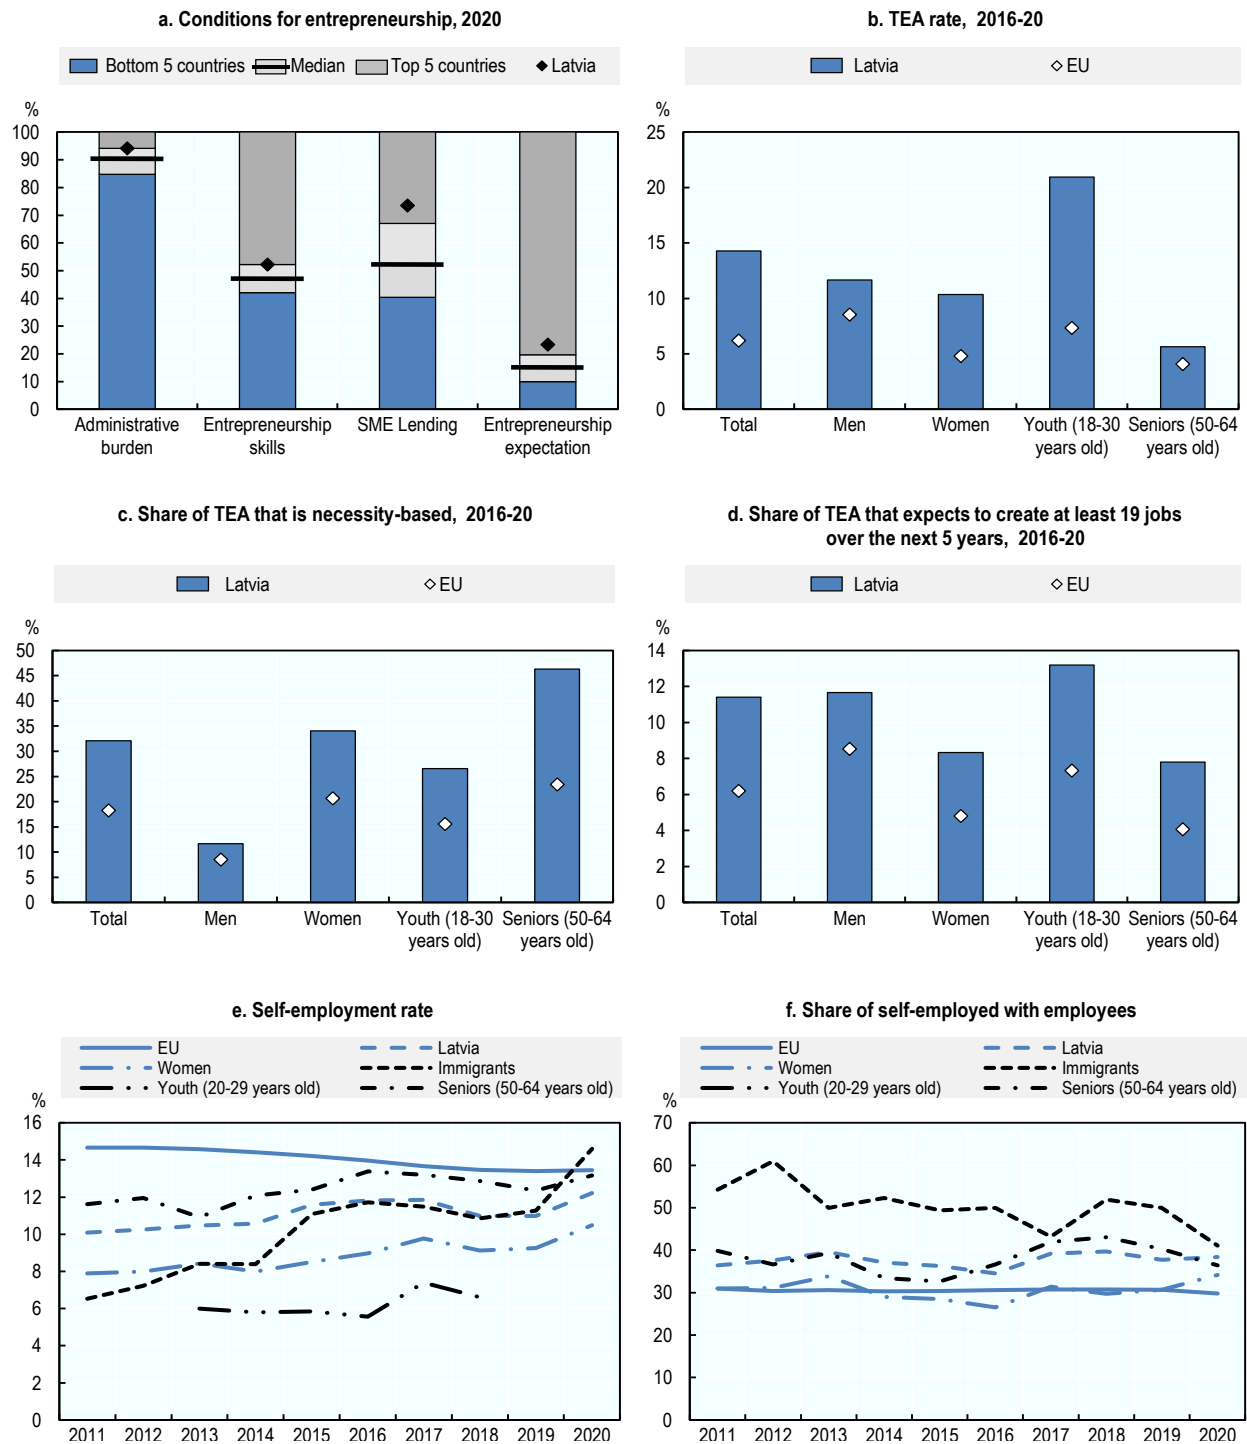 a. Conditions for entrepreneurship, 2020
Bottom 5 countries Median Top 5 countries Latvia
%
100
90
80
70
60
50
40
30
20
10
0
Administrative burden
Entrepreneurship skills
SME Lending
Entrepreneurship expectation
b. TEA rate, 2016-20
Latvia EU
%
25
20
15
10
5
0
Total
Men
Women
Youth (18-30 years old)
Seniors (50-64 years old)
c. Share of TEA that is necessity-based, 2016-20
Latvia EU
%
50
45
40
35
30
25
20
15
10
5
0
Total
Men
Women
Youth (18-30 years old)
Seniors (50-64 years old)
d. Share of TEA that expects to create at least 19 jobs
over the next 5 years, 2016-20
Latvia EU
%
14
12
10
8
6
4
2
0
Total
Men
Women
Youth (18-30 years old)
Seniors (50-64 years old)
e. Self-employment rate
EU Latvia
Women Immigrants
Youth (20-29 years old) Seniors (50-64 years old)
%
16
14
12
10
8
6
4
2
0
2011 2012 2013 2014 2015 2016 2017 2018 2019 2020
f. Share of self-employed with employees
EU Latvia
Women Immigrants
Youth (20-29 years old) Seniors (50-64 years old)
%
70
60
50
40
30
20
10
0
2011 2012 2013 2014 2015 2016 2017 2018 2019 2020